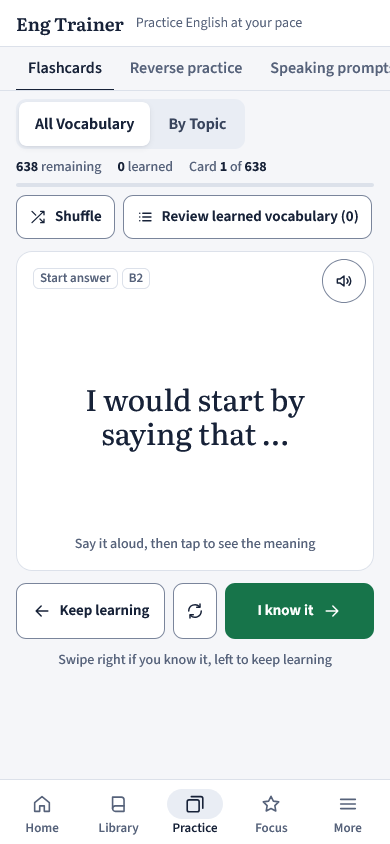 Eng Trainer Practice English at your pace
Flashcards Reverse practice Speaking prompts
All Vocabulary By Topic
638 remaining 0 learned Card 1 of 638
Shuffle Review learned vocabulary (0)
Start answer B2
I would start by
saying that ...
Say it aloud, then tap to see the meaning
Keep learning I know it
Swipe right if you know it, left to keep learning
Home Library Practice Focus More